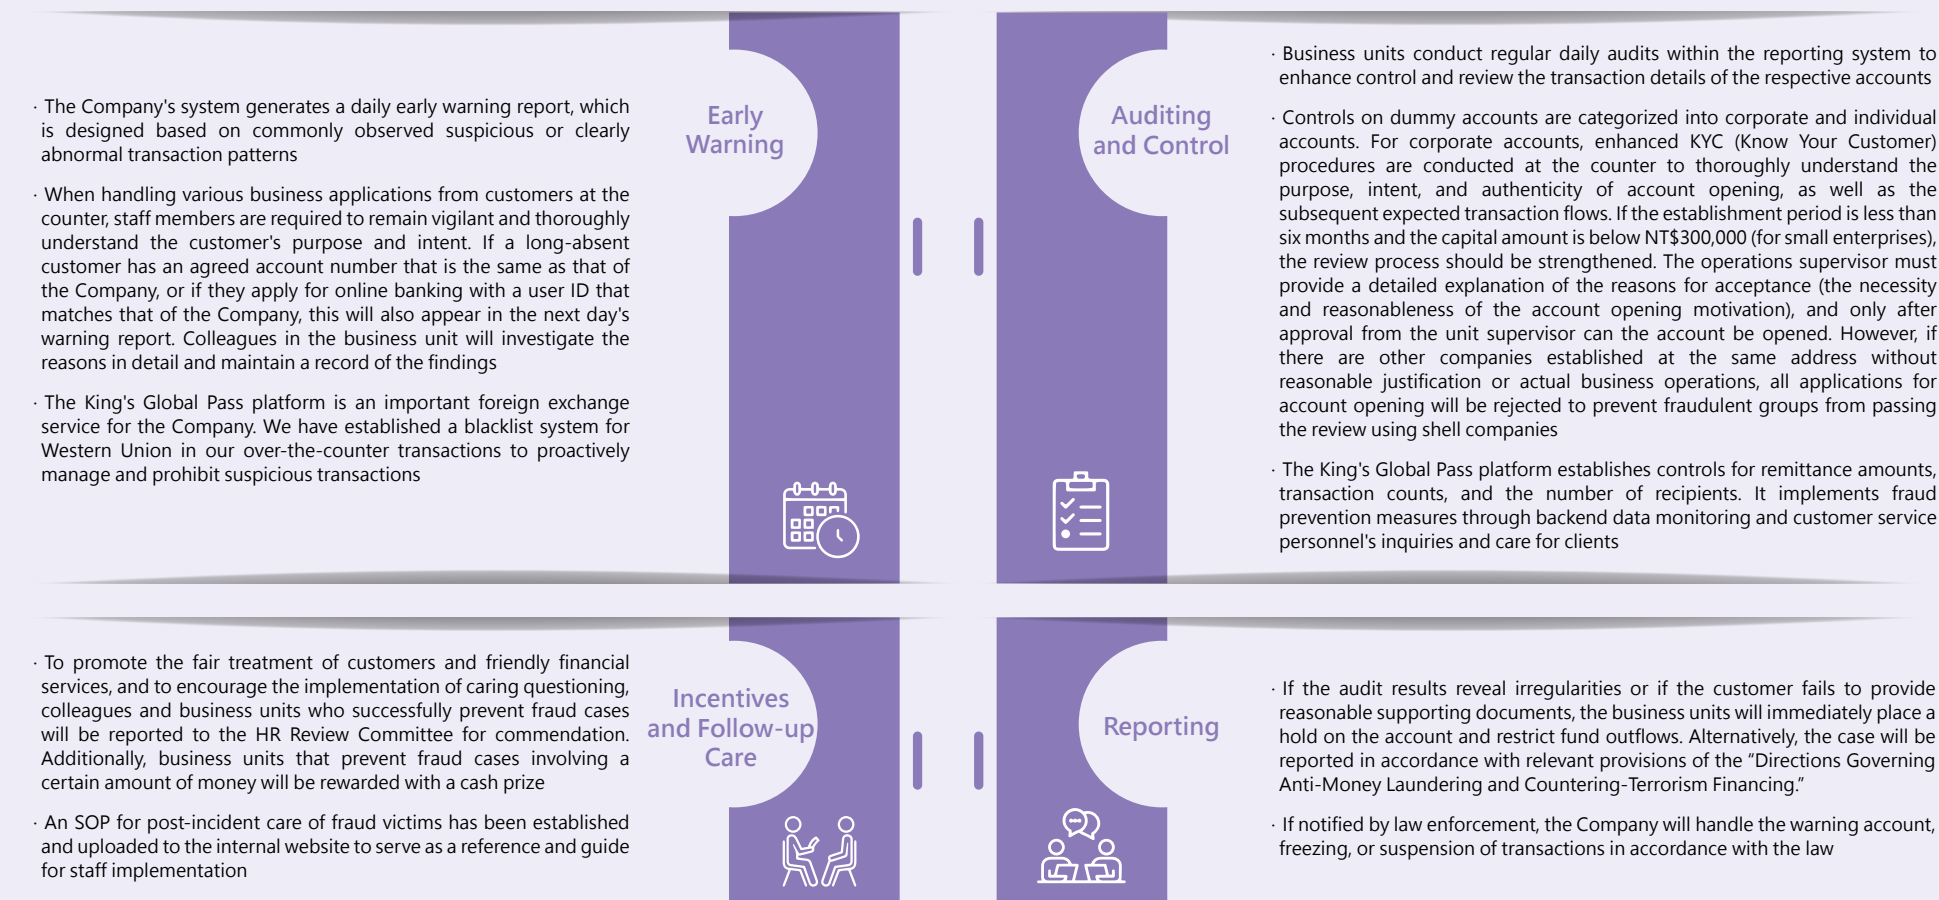 Early
Warning
· The Company's system generates a daily early warning report, which
is designed based on commonly observed suspicious or clearly
abnormal transaction patterns
· When handling various business applications from customers at the
counter, staff members are required to remain vigilant and thoroughly
understand the customer's purpose and intent. If a long-absent
customer has an agreed account number that is the same as that of
the Company, or if they apply for online banking with a user ID that
matches that of the Company, this will also appear in the next day's
warning report. Colleagues in the business unit will investigate the
reasons in detail and maintain a record of the findings
· The King's Global Pass platform is an important foreign exchange
service for the Company. We have established a blacklist system for
Western Union in our over-the-counter transactions to proactively
manage and prohibit suspicious transactions
Auditing
and Control
· Business units conduct regular daily audits within the reporting system to
enhance control and review the transaction details of the respective accounts
· Controls on dummy accounts are categorized into corporate and individual
accounts. For corporate accounts, enhanced KYC (Know Your Customer)
procedures are conducted at the counter to thoroughly understand the
purpose, intent, and authenticity of account opening, as well as the
subsequent expected transaction flows. If the establishment period is less than
six months and the capital amount is below NT$300,000 (for small enterprises),
the review process should be strengthened. The operations supervisor must
provide a detailed explanation of the reasons for acceptance (the necessity
and reasonableness of the account opening motivation), and only after
approval from the unit supervisor can the account be opened. However, if
there are other companies established at the same address without
reasonable justification or actual business operations, all applications for
account opening will be rejected to prevent fraudulent groups from passing
the review using shell companies
· The King's Global Pass platform establishes controls for remittance amounts,
transaction counts, and the number of recipients. It implements fraud
prevention measures through backend data monitoring and customer service
personnel's inquiries and care for clients
Incentives
and Follow-up
Care
· To promote the fair treatment of customers and friendly financial
services, and to encourage the implementation of caring questioning,
colleagues and business units who successfully prevent fraud cases
will be reported to the HR Review Committee for commendation.
Additionally, business units that prevent fraud cases involving a
certain amount of money will be rewarded with a cash prize
· An SOP for post-incident care of fraud victims has been established
and uploaded to the internal website to serve as a reference and guide
for staff implementation
Reporting
· If the audit results reveal irregularities or if the customer fails to provide
reasonable supporting documents, the business units will immediately place a
hold on the account and restrict fund outflows. Alternatively, the case will be
reported in accordance with relevant provisions of the “Directions Governing
Anti-Money Laundering and Countering-Terrorism Financing.”
· If notified by law enforcement, the Company will handle the warning account,
freezing, or suspension of transactions in accordance with the law